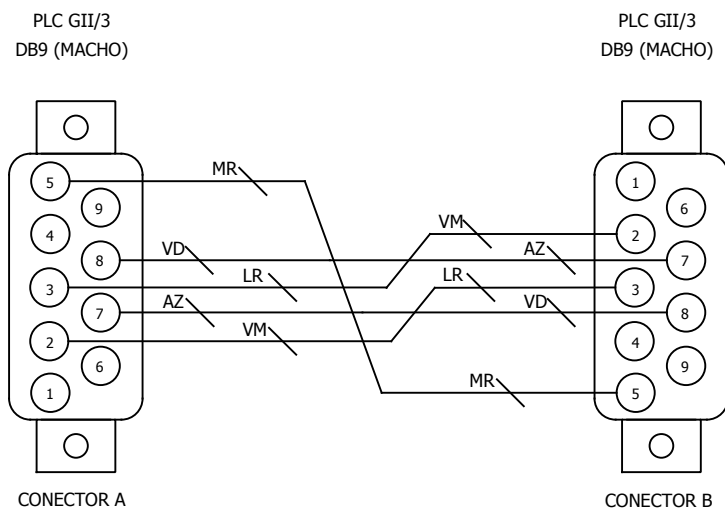 PLC GII/3
DB9 (MACHO)
PLC GII/3
DB9 (MACHO)
MR
5
1
9
6
4
VM
2
VD
AZ
8
7
LR
LR
3
3
AZ
VD
7
8
VM
2
4
6
9
MR
1
5
CONECTOR A
CONECTOR B